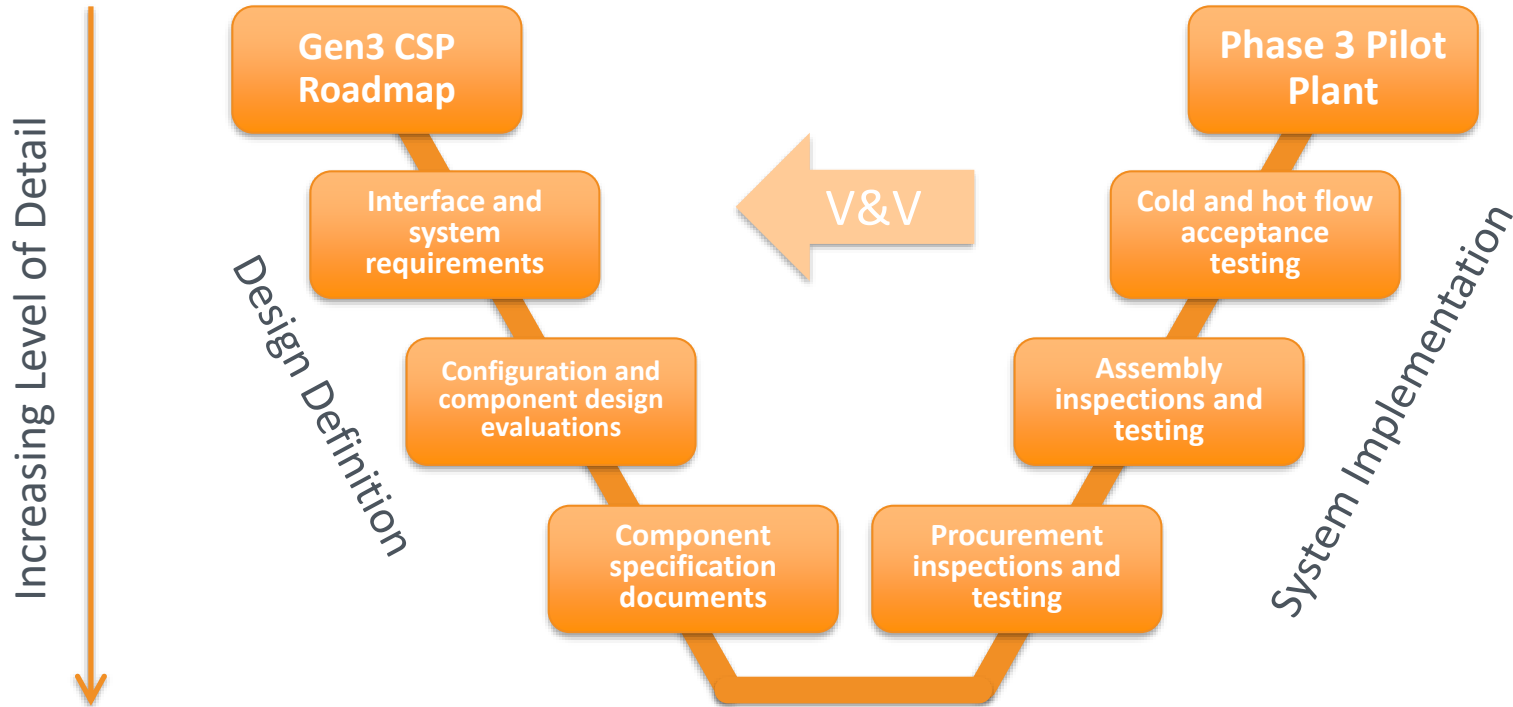 Increasing Level of Detail
Gen3 CSP
Roadmap
Interface and
system
requirements
Configuration and
component design
evaluations
Component
specification
documents
Design Definition
V&V
Phase 3 Pilot
Plant
Cold and hot flow
acceptance
testing
Assembly
inspections and
testing
Procurement
inspections and
testing
System Implementation